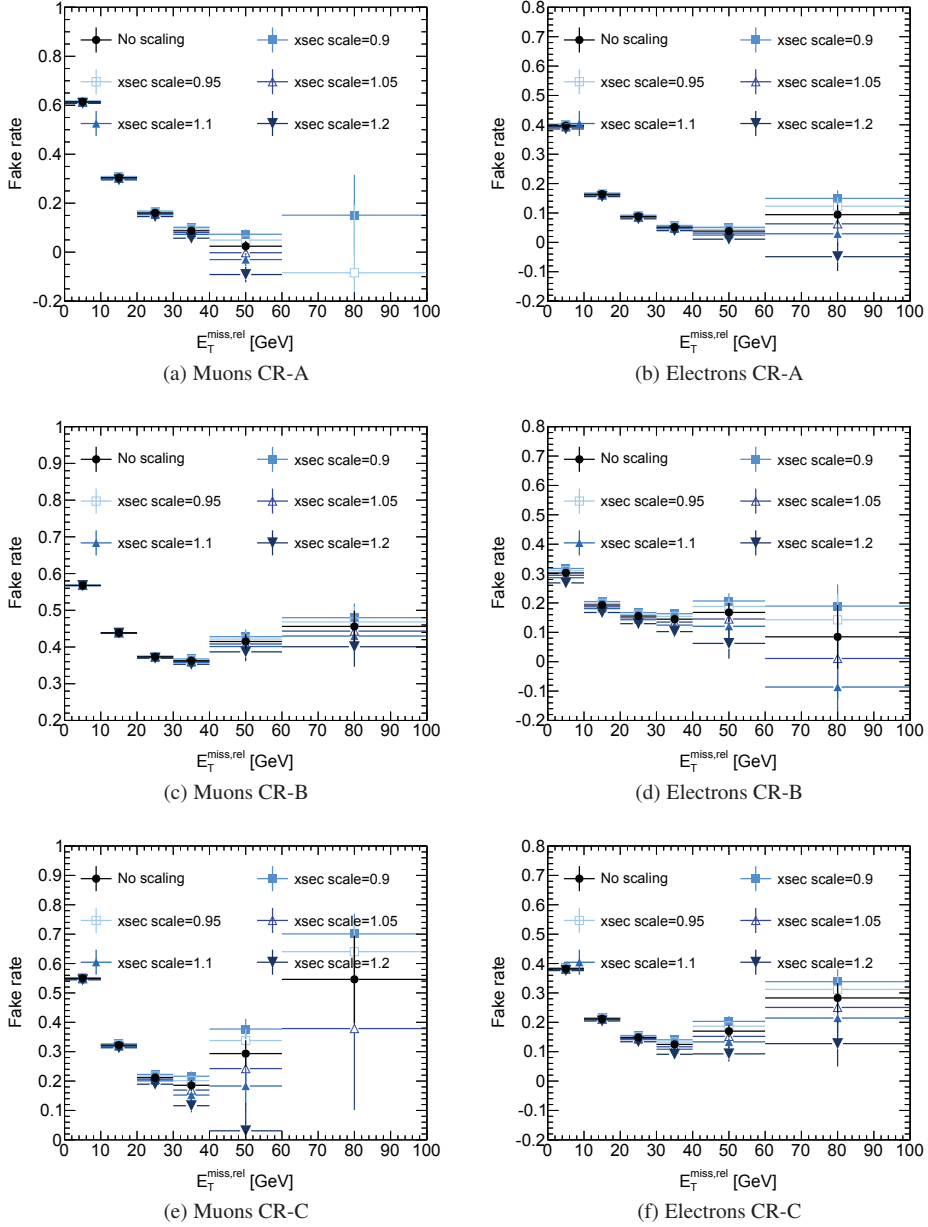 1
0.8
0.6
0.4
0.2
0
-0.2
Fake rate
No scaling
xsec scale=0.9
xsec scale=0.95
xsec scale=1.05
xsec scale=1.1
xsec scale=1.2
0 10 20 30 40 50 60 70 80 90 100
E_T^miss,rel [GeV]
(a) Muons CR-A
0.8
0.7
0.6
0.5
0.4
0.3
0.2
0.1
0
-0.1
-0.2
Fake rate
No scaling
xsec scale=0.9
xsec scale=0.95
xsec scale=1.05
xsec scale=1.1
xsec scale=1.2
0 10 20 30 40 50 60 70 80 90 100
E_T^miss,rel [GeV]
(b) Electrons CR-A
1
0.9
0.8
0.7
0.6
0.5
0.4
0.3
0.2
Fake rate
No scaling
xsec scale=0.9
xsec scale=0.95
xsec scale=1.05
xsec scale=1.1
xsec scale=1.2
0 10 20 30 40 50 60 70 80 90 100
E_T^miss,rel [GeV]
(c) Muons CR-B
0.8
0.7
0.6
0.5
0.4
0.3
0.2
0.1
0
-0.1
-0.2
Fake rate
No scaling
xsec scale=0.9
xsec scale=0.95
xsec scale=1.05
xsec scale=1.1
xsec scale=1.2
0 10 20 30 40 50 60 70 80 90 100
E_T^miss,rel [GeV]
(d) Electrons CR-B
1
0.9
0.8
0.7
0.6
0.5
0.4
0.3
0.2
0.1
0
Fake rate
No scaling
xsec scale=0.9
xsec scale=0.95
xsec scale=1.05
xsec scale=1.1
xsec scale=1.2
0 10 20 30 40 50 60 70 80 90 100
E_T^miss,rel [GeV]
(e) Muons CR-C
0.8
0.7
0.6
0.5
0.4
0.3
0.2
0.1
0
-0.1
-0.2
Fake rate
No scaling
xsec scale=0.9
xsec scale=0.95
xsec scale=1.05
xsec scale=1.1
xsec scale=1.2
0 10 20 30 40 50 60 70 80 90 100
E_T^miss,rel [GeV]
(f) Electrons CR-C